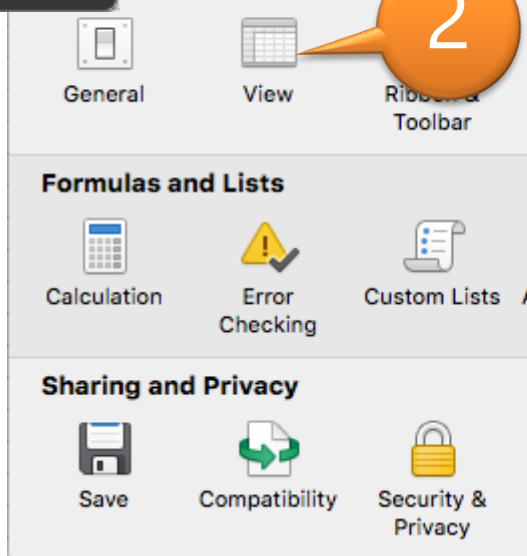 2
General
View
Ribbon &
Toolbar
Formulas and Lists
Calculation
Error
Checking
Custom Lists
A
Sharing and Privacy
Save
Compatibility
Security &
Privacy